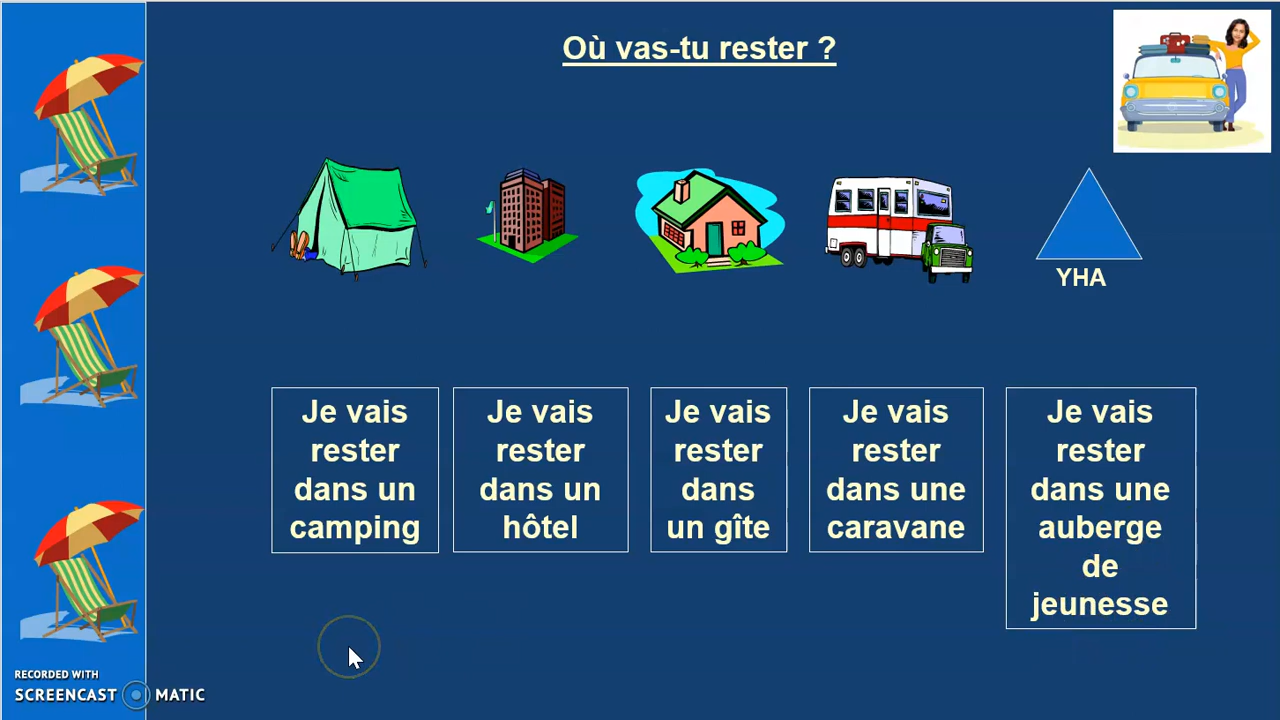 Où vas-tu rester ?
YHA
Je vais
rester
dans un
camping
Je vais
rester
dans un
hôtel
Je vais
rester
dans
un gîte
Je vais
rester
dans une
caravane
Je vais
rester
dans une
auberge
de
jeunesse
RECORDED WITH
SCREENCAST MATIC